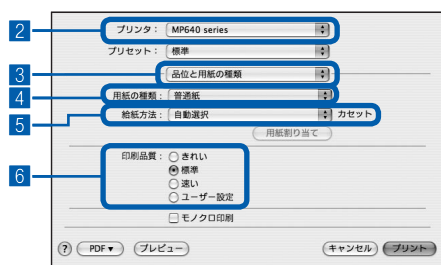 2 プリンタ： MP640 series
プリセット： 標準
3 品位と用紙の種類
4 用紙の種類： 普通紙
5 給紙方法： 自動選択 カセット
用紙割り当て
6 印刷品質： きれい
標準
速い
ユーザー設定
モノクロ印刷
? PDF▼ プレビュー キャンセル プリント